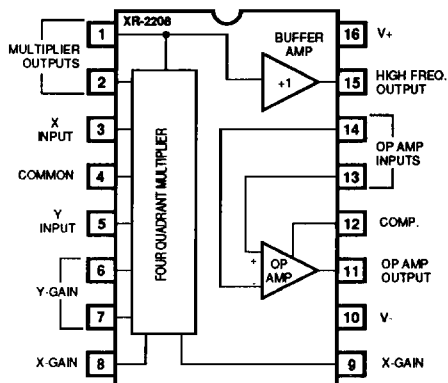 XR-2208
1
MULTIPLIER
OUTPUTS
2
X
INPUT
3
COMMON
4
Y
INPUT
5
6
Y-GAIN
7
X-GAIN
8
FOUR QUADRANT MULTIPLIER
BUFFER
AMP
+1
+
-
OP
AMP
16
V+
15
HIGH FREQ.
OUTPUT
14
OP AMP
INPUTS
13
12
COMP.
11
OP AMP
OUTPUT
10
V-
9
X-GAIN